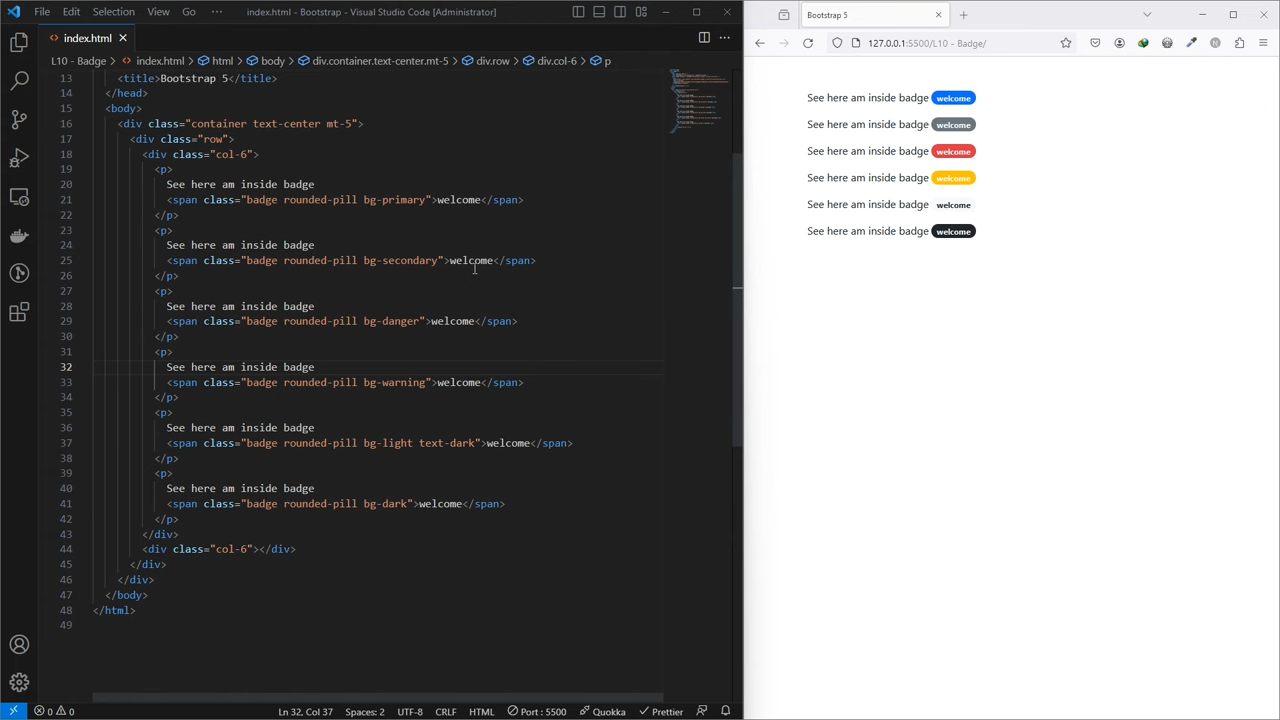 File Edit Selection View Go ··· index.html - Bootstrap - Visual Studio Code [Administrator]
index.html
L10 - Badge > index.html > html > body > div.container.text-center.mt-5 > div.row > div.col-6 > p
13 <title>Bootstrap 5</title>
14 </head>
15 <body>
16 <div class="container text-center mt-5">
17 <div class="row">
18 <div class="col-6">
19 <p>
20 See here am inside badge
21 <span class="badge rounded-pill bg-primary">welcome</span>
22 </p>
23 <p>
24 See here am inside badge
25 <span class="badge rounded-pill bg-secondary">welcome</span>
26 </p>
27 <p>
28 See here am inside badge
29 <span class="badge rounded-pill bg-danger">welcome</span>
30 </p>
31 <p>
32 See here am inside badge
33 <span class="badge rounded-pill bg-warning">welcome</span>
34 </p>
35 <p>
36 See here am inside badge
37 <span class="badge rounded-pill bg-light text-dark">welcome</span>
38 </p>
39 <p>
40 See here am inside badge
41 <span class="badge rounded-pill bg-dark">welcome</span>
42 </p>
43 </div>
44 <div class="col-6"></div>
45 </div>
46 </div>
47 </body>
48 </html>
49
0 0 Ln 32, Col 37 Spaces: 2 UTF-8 CRLF HTML Port : 5500 Quokka Prettier
Bootstrap 5
127.0.0.1:5500/L10 - Badge/
See here am inside badge welcome
See here am inside badge welcome
See here am inside badge welcome
See here am inside badge welcome
See here am inside badge welcome
See here am inside badge welcome